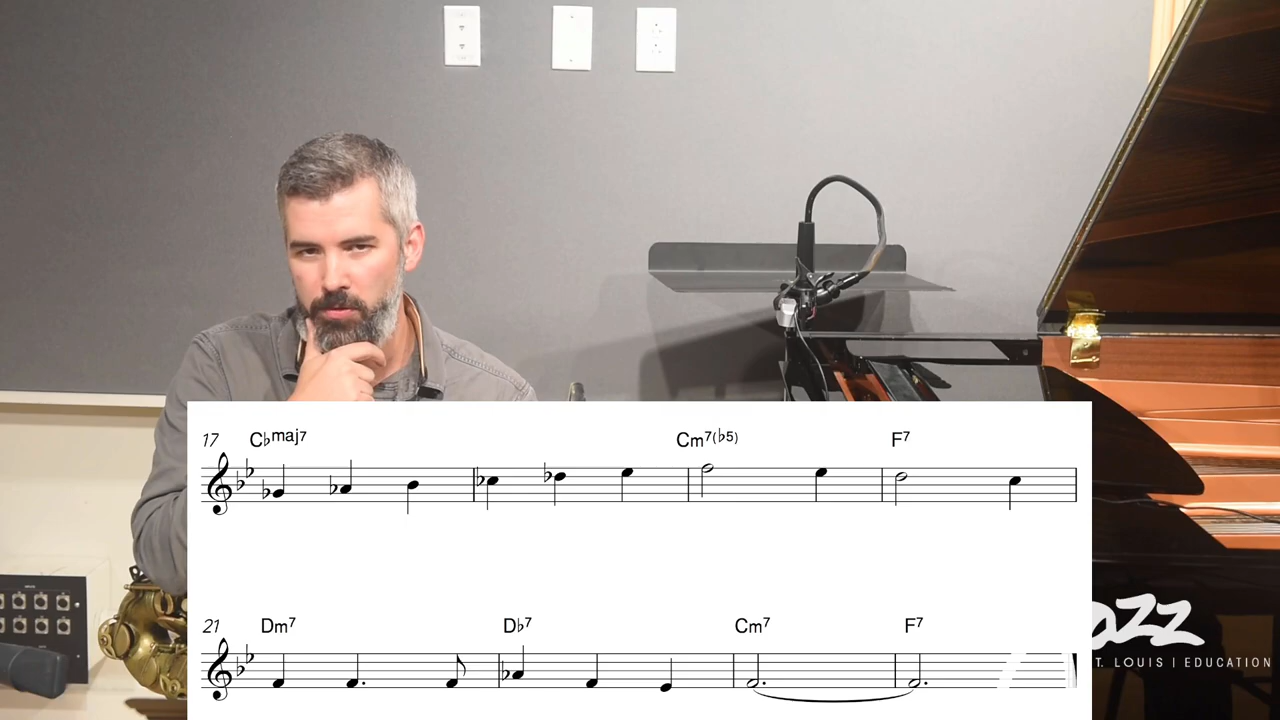 17 C♭maj7 Cm7(♭5) F7
21 Dm7 D♭7 Cm7 F7
LOUIS | EDUCATION